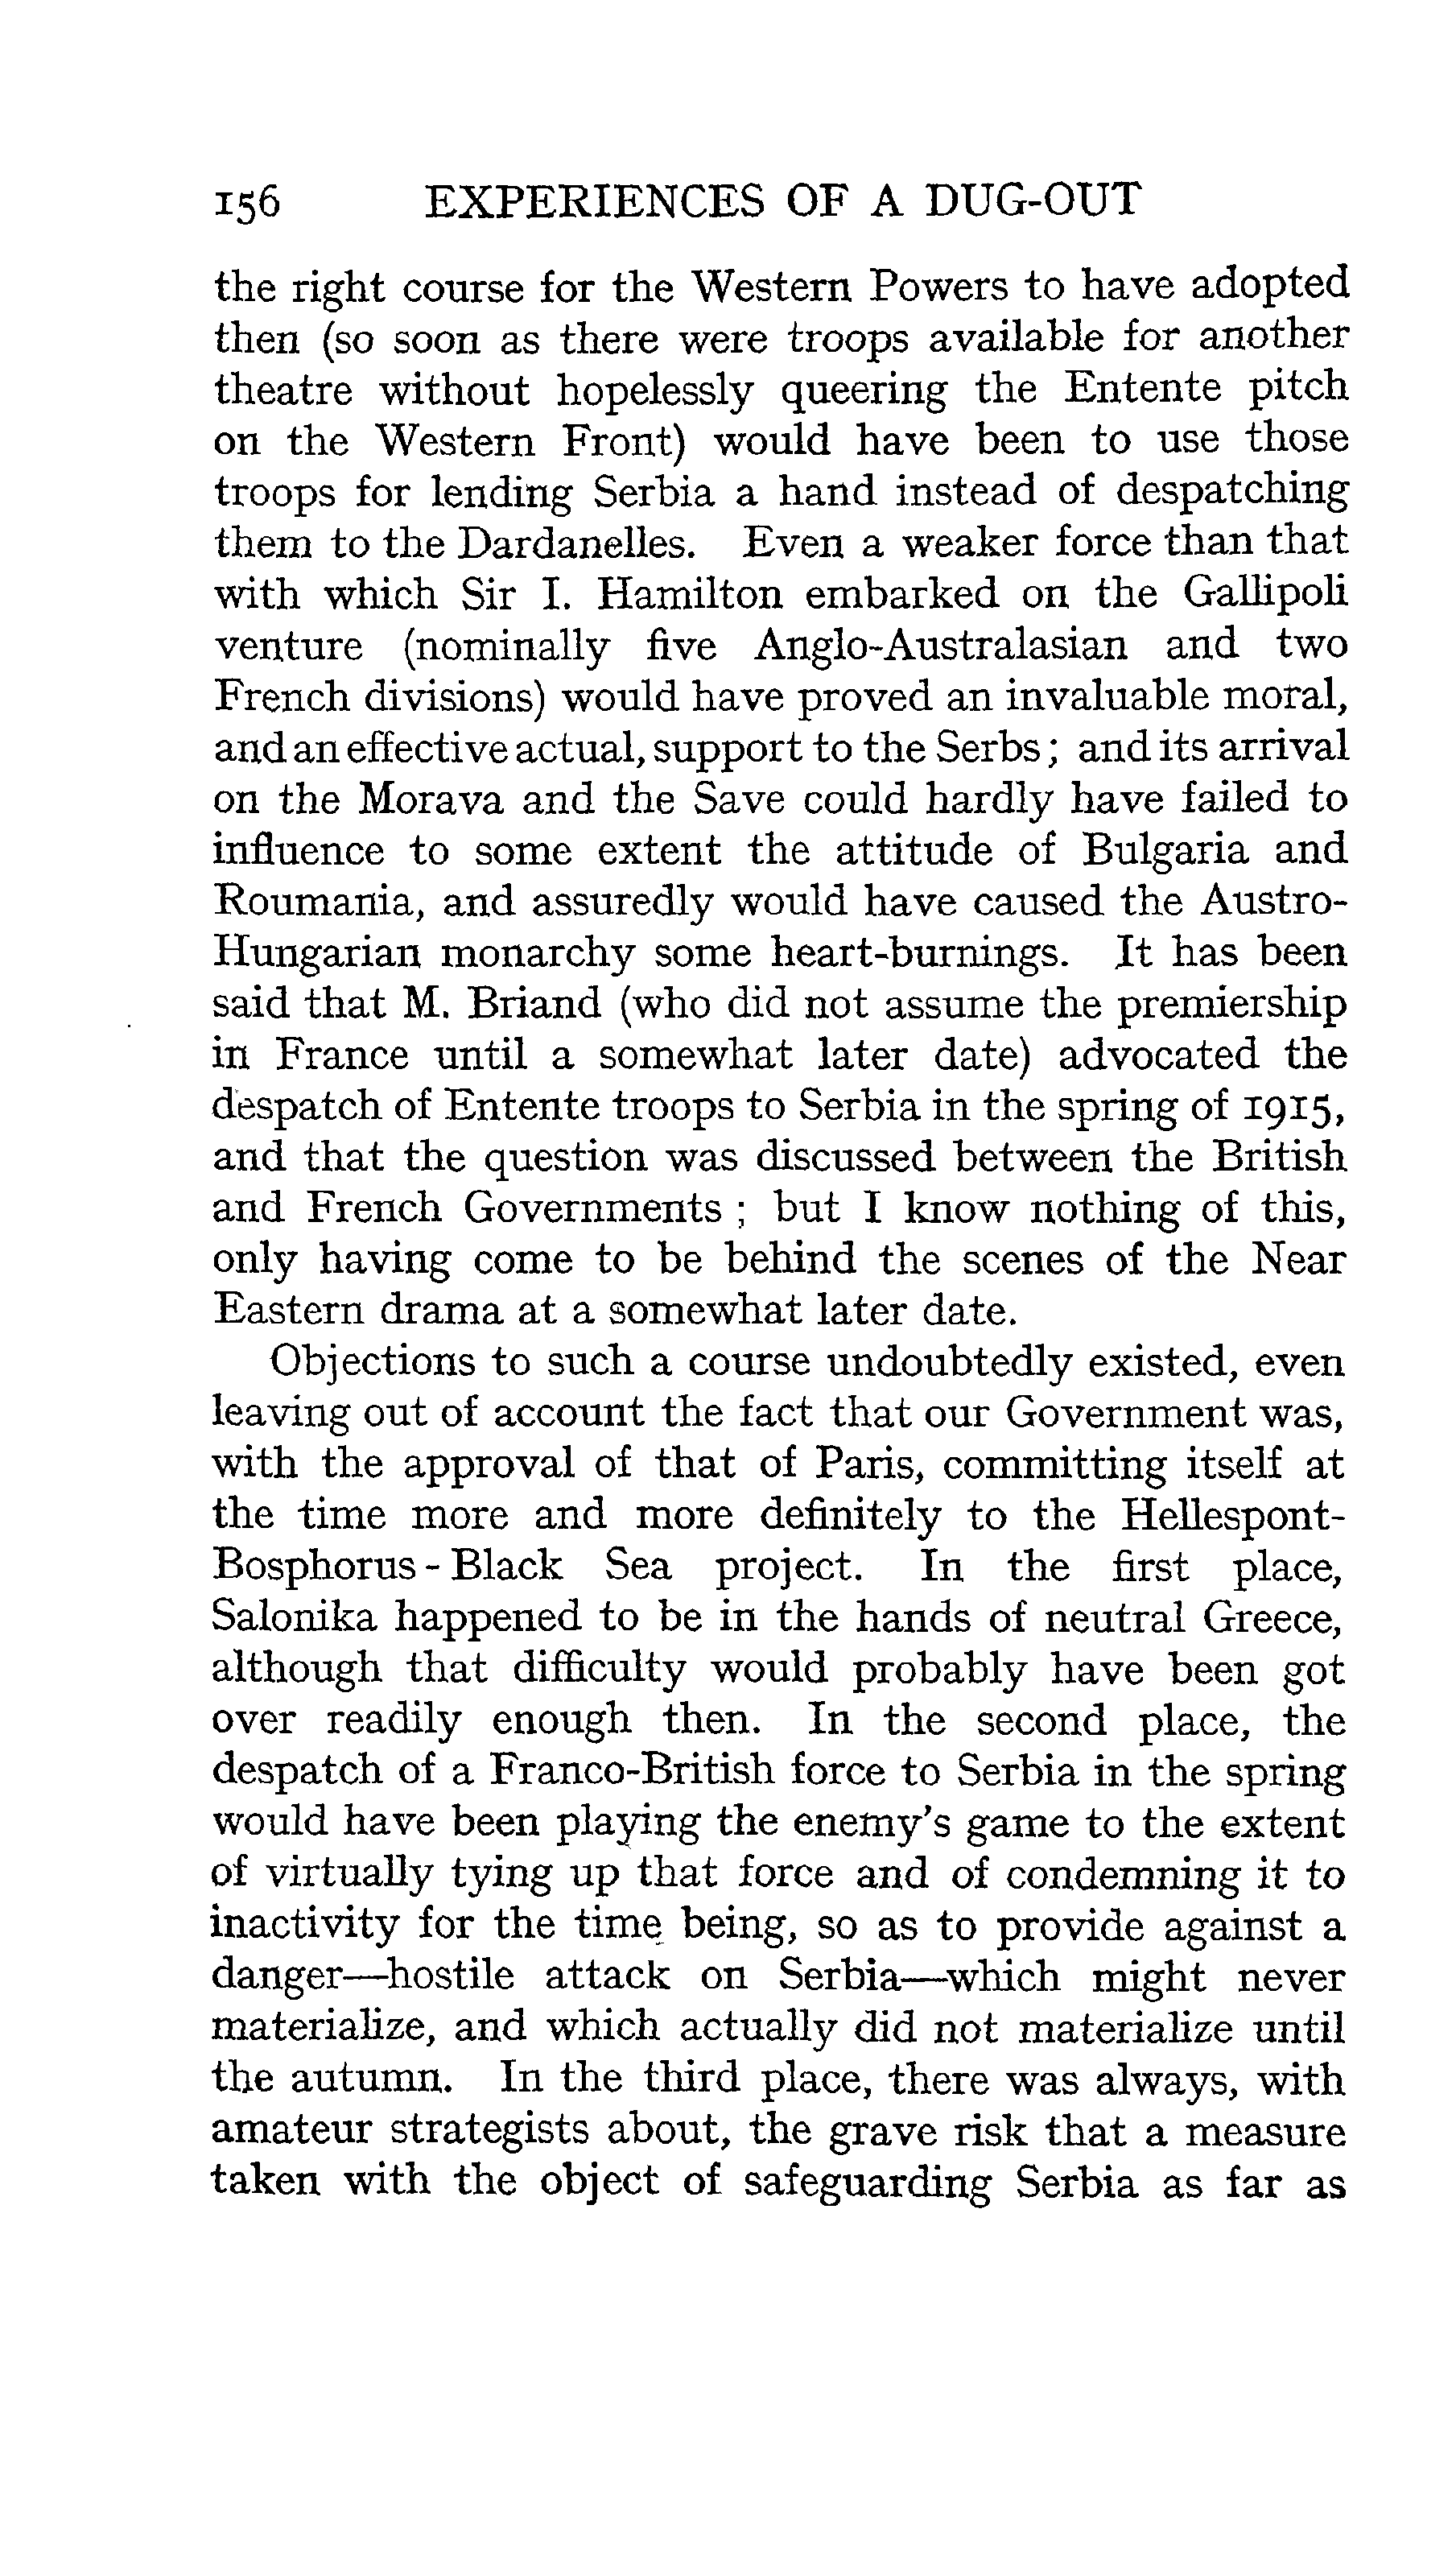 156 EXPERIENCES OF A DUG-OUT
the right course for the Western Powers to have adopted
then (so soon as there were troops available for another
theatre without hopelessly queering the Entente pitch
on the Western Front) would have been to use those
troops for lending Serbia a hand instead of despatching
them to the Dardanelles. Even a weaker force than that
with which Sir I. Hamilton embarked on the Gallipoli
venture (nominally five Anglo-Australasian and two
French divisions) would have proved an invaluable moral,
and an effective actual, support to the Serbs; and its arrival
on the Morava and the Save could hardly have failed to
influence to some extent the attitude of Bulgaria and
Roumania, and assuredly would have caused the Austro-
Hungarian monarchy some heart-burnings. It has been
said that M. Briand (who did not assume the premiership
in France until a somewhat later date) advocated the
despatch of Entente troops to Serbia in the spring of 1915,
and that the question was discussed between the British
and French Governments; but I know nothing of this,
only having come to be behind the scenes of the Near
Eastern drama at a somewhat later date.
Objections to such a course undoubtedly existed, even
leaving out of account the fact that our Government was,
with the approval of that of Paris, committing itself at
the time more and more definitely to the Hellespont-
Bosphorus-Black Sea project. In the first place,
Salonika happened to be in the hands of neutral Greece,
although that difficulty would probably have been got
over readily enough then. In the second place, the
despatch of a Franco-British force to Serbia in the spring
would have been playing the enemy's game to the extent
of virtually tying up that force and of condemning it to
inactivity for the time being, so as to provide against a
danger—hostile attack on Serbia—which might never
materialize, and which actually did not materialize until
the autumn. In the third place, there was always, with
amateur strategists about, the grave risk that a measure
taken with the object of safeguarding Serbia as far as